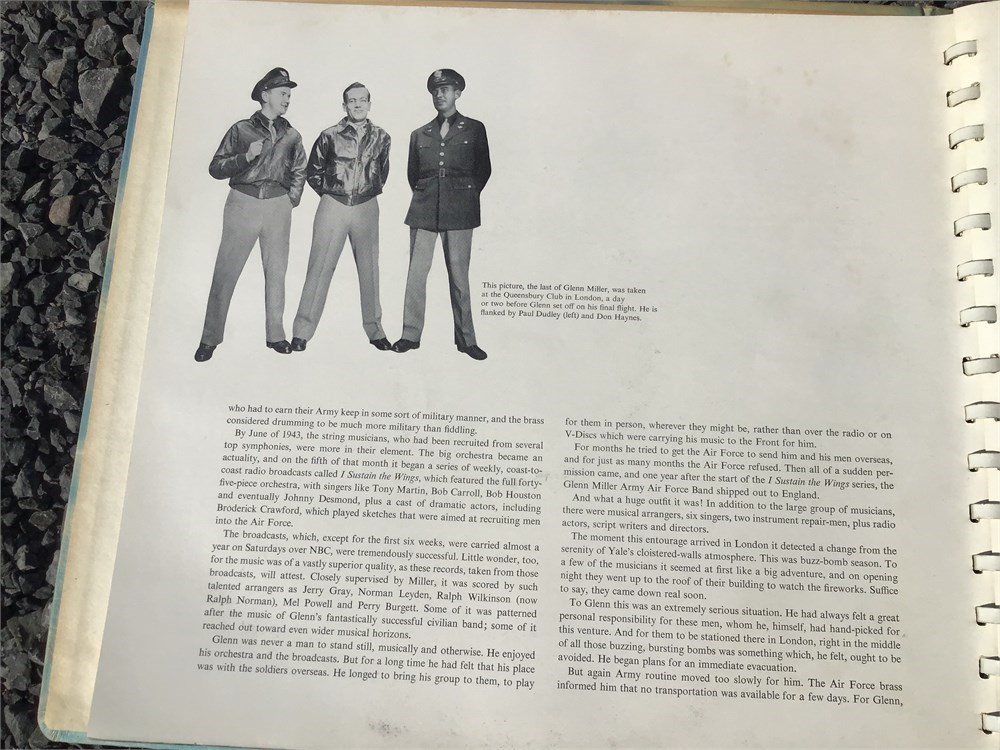 This picture, the last of Glenn Miller, was taken
at the Queensbury Club in London, a day
or two before Glenn set off on his final flight. He is
flanked by Paul Dudley (left) and Don Haynes.
who had to earn their Army keep in some sort of military manner, and the brass
considered drumming to be much more military than fiddling.
By June of 1943, the string musicians, who had been recruited from several
top symphonies, were more in their element. The big orchestra became an
actuality, and on the fifth of that month it began a series of weekly, coast-to-
coast radio broadcasts called I Sustain the Wings, which featured the full forty-
five-piece orchestra, with singers like Tony Martin, Bob Carroll, Bob Houston
and eventually Johnny Desmond, plus a cast of dramatic actors, including
Broderick Crawford, which played sketches that were aimed at recruiting men
into the Air Force.
The broadcasts, which, except for the first six weeks, were carried almost a
year on Saturdays over NBC, were tremendously successful. Little wonder, too,
for the music was of a vastly superior quality, as these records, taken from those
broadcasts, will attest. Closely supervised by Miller, it was scored by such
talented arrangers as Jerry Gray, Norman Leyden, Ralph Wilkinson (now
Ralph Norman), Mel Powell and Perry Burgett. Some of it was patterned
after the music of Glenn's fantastically successful civilian band; some of it
reached out toward even wider musical horizons.
Glenn was never a man to stand still, musically and otherwise. He enjoyed
his orchestra and the broadcasts. But for a long time he had felt that his place
was with the soldiers overseas. He longed to bring his group to them, to play
for them in person, wherever they might be, rather than over the radio or on
V-Discs which were carrying his music to the Front for him.
For months he tried to get the Air Force to send him and his men overseas,
and for just as many months the Air Force refused. Then all of a sudden per-
mission came, and one year after the start of the I Sustain the Wings series, the
Glenn Miller Army Air Force Band shipped out to England.
And what a huge outfit it was! In addition to the large group of musicians,
there were musical arrangers, six singers, two instrument repair-men, plus radio
actors, script writers and directors.
The moment this entourage arrived in London it detected a change from the
serenity of Yale's cloistered-walls atmosphere. This was buzz-bomb season. To
a few of the musicians it seemed at first like a big adventure, and on opening
night they went up to the roof of their building to watch the fireworks. Suffice
to say, they came down real soon.
To Glenn this was an extremely serious situation. He had always felt a great
personal responsibility for these men, whom he, himself, had hand-picked for
this venture. And for them to be stationed there in London, right in the middle
of all those buzzing, bursting bombs was something which, he felt, ought to be
avoided. He began plans for an immediate evacuation.
But again Army routine moved too slowly for him. The Air Force brass
informed him that no transportation was available for a few days. For Glenn,